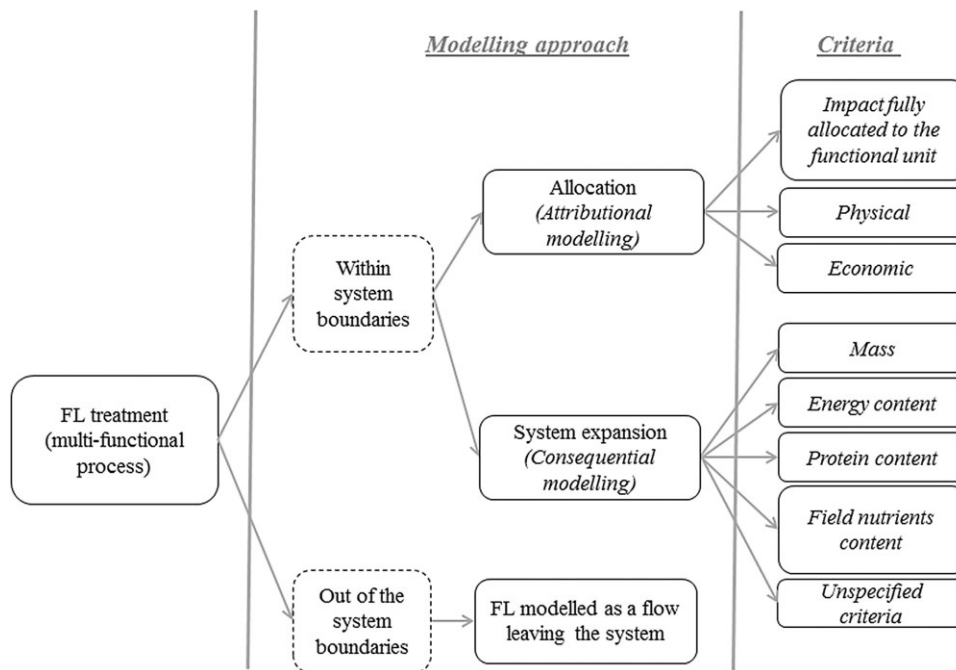 Modelling approach
Criteria
FL treatment
(multi-functional
process)
Within
system
boundaries
Out of the
system
boundaries
Allocation
(Attributional
modelling)
System expansion
(Consequential
modelling)
FL modelled as a flow
leaving the system
Impact fully
allocated to the
functional unit
Physical
Economic
Mass
Energy content
Protein content
Field nutrients
content
Unspecified
criteria